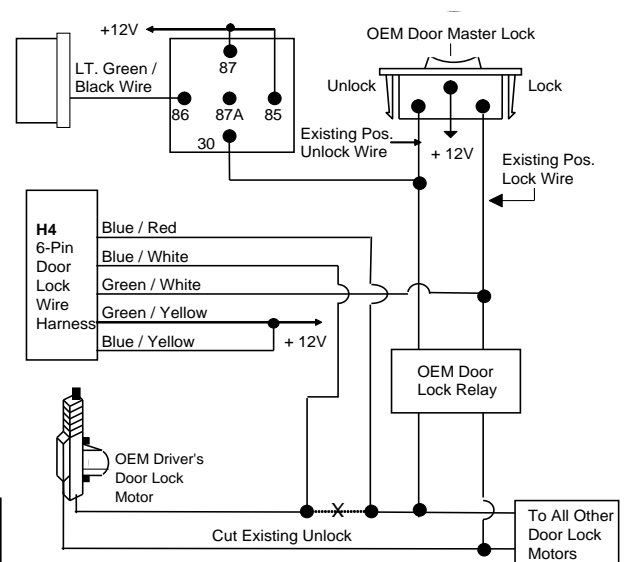 +12V
OEM Door Master Lock
87
LT. Green /
Black Wire
Unlock
Lock
86
87A
85
30
Existing Pos.
Unlock Wire
+ 12V
Existing Pos.
Lock Wire
H4
6-Pin
Door
Lock
Wire
Harness
Blue / Red
Blue / White
Green / White
Green / Yellow
Blue / Yellow
+ 12V
OEM Door
Lock Relay
OEM Driver's
Door Lock
Motor
X
Cut Existing Unlock
To All Other
Door Lock
Motors